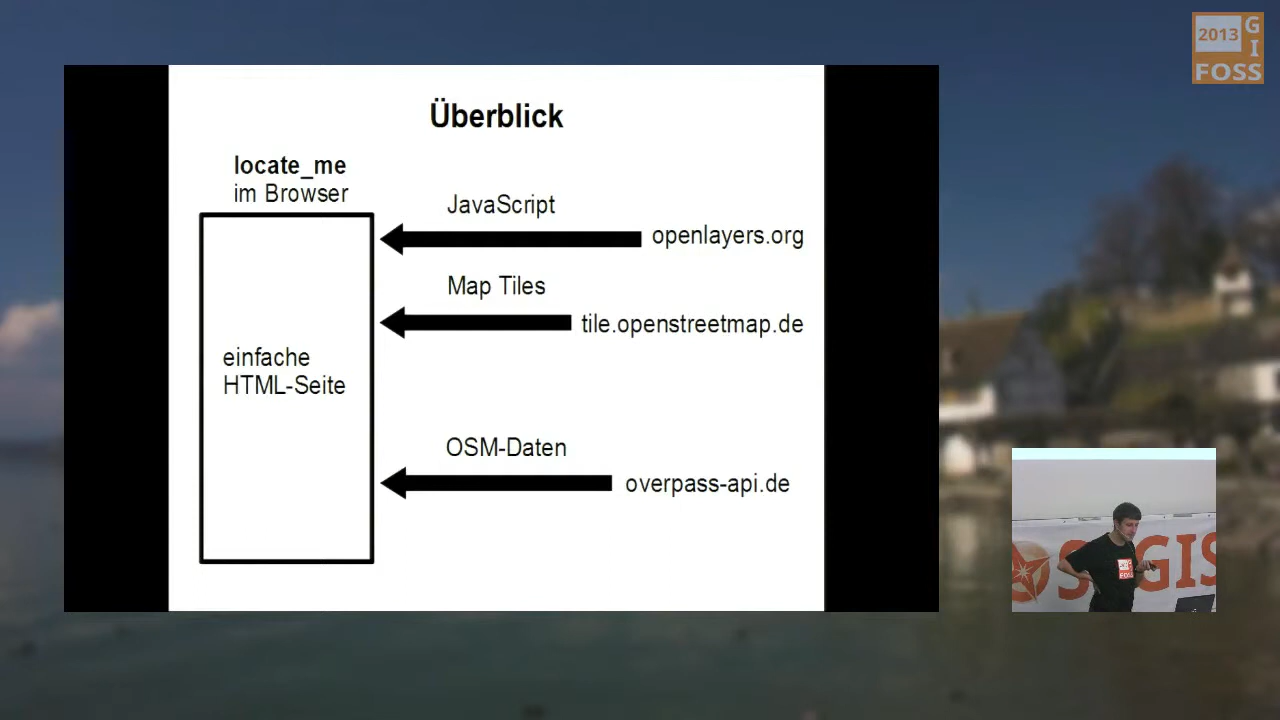 2013
G
I
FOSS
Überblick
locate_me
im Browser
JavaScript
openlayers.org
Map Tiles
tile.openstreetmap.de
einfache
HTML-Seite
OSM-Daten
overpass-api.de
FOSS